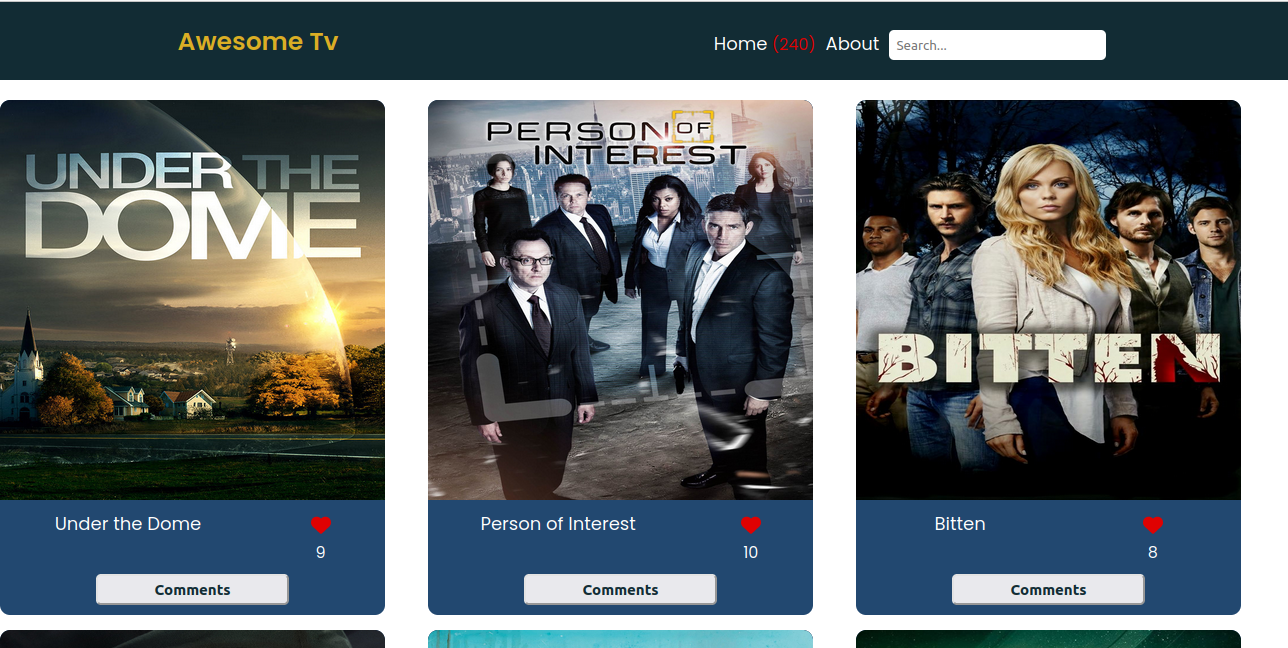 Awesome Tv
Home (240) About Search...
UNDER THE
DOME
PERSON OF
INTEREST
BITTEN
Under the Dome
9
Comments
Person of Interest
10
Comments
Bitten
8
Comments